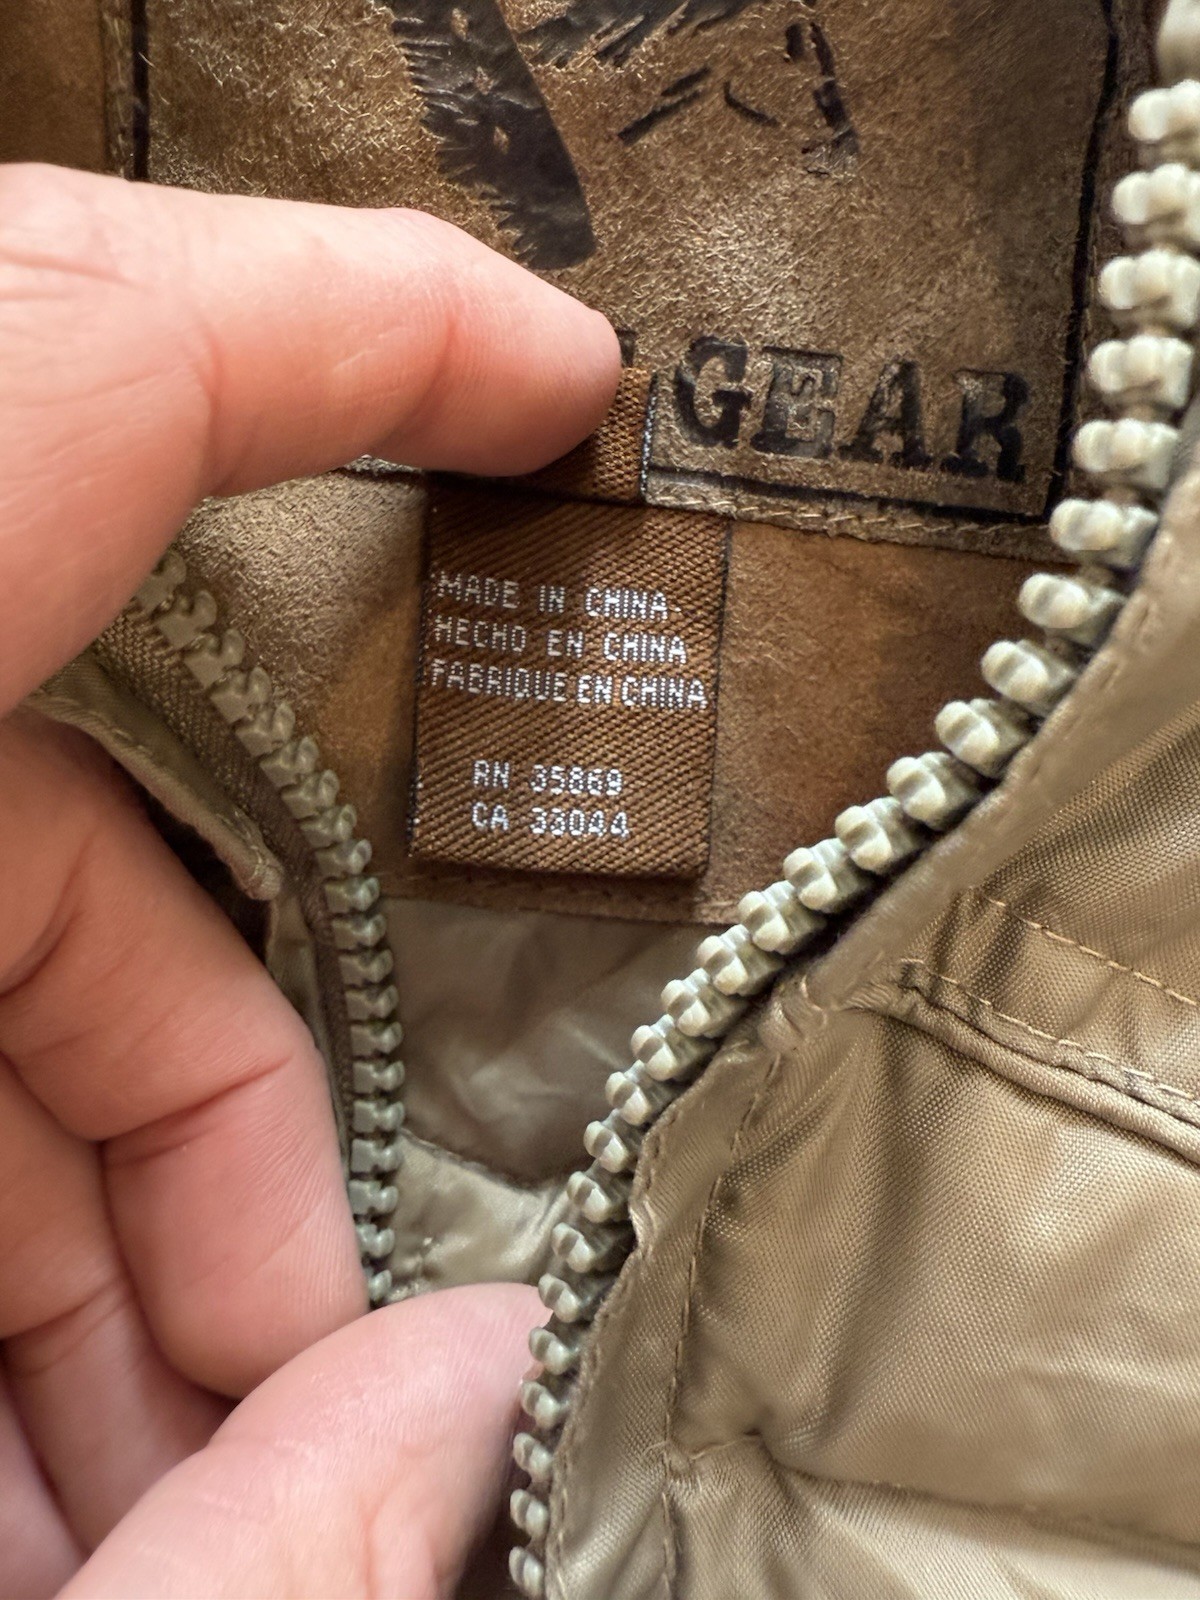 GEAR
MADE IN CHINA
HECHO EN CHINA
FABRIQUE EN CHINA
RN 35869
CA 33044